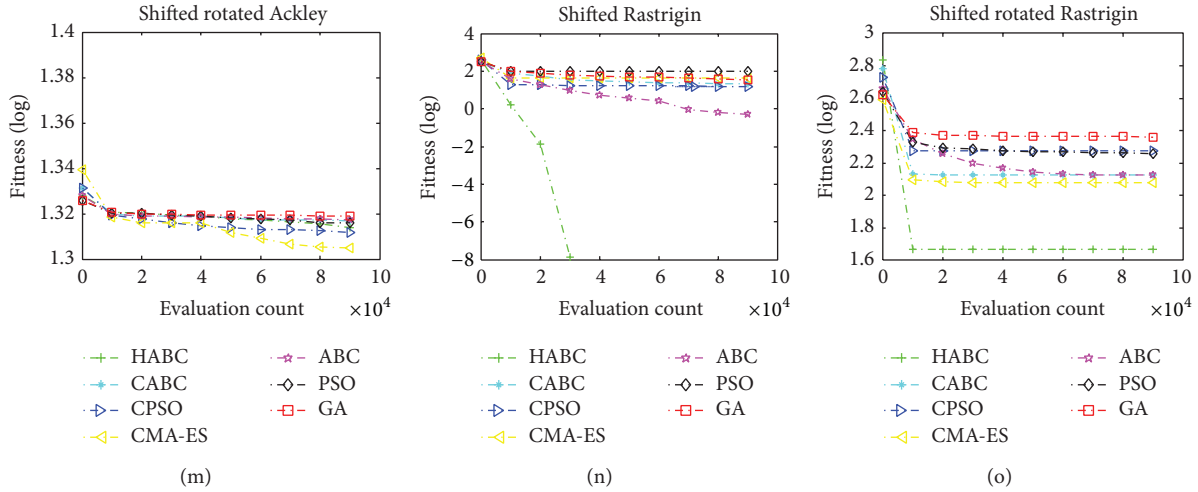 Shifted rotated Ackley
1.4
1.38
1.36
1.34
1.32
1.3
Fitness (log)
0 2 4 6 8 10
Evaluation count
×10^4
HABC
CABC
CPSO
CMA-ES
ABC
PSO
GA
(m)
Shifted Rastrigin
4
2
0
−2
−4
−6
−8
Fitness (log)
0 2 4 6 8 10
Evaluation count
×10^4
HABC
CABC
CPSO
CMA-ES
ABC
PSO
GA
(n)
Shifted rotated Rastrigin
3
2.8
2.6
2.4
2.2
2
1.8
1.6
Fitness (log)
0 2 4 6 8 10
Evaluation count
×10^4
HABC
CABC
CPSO
CMA-ES
ABC
PSO
GA
(o)